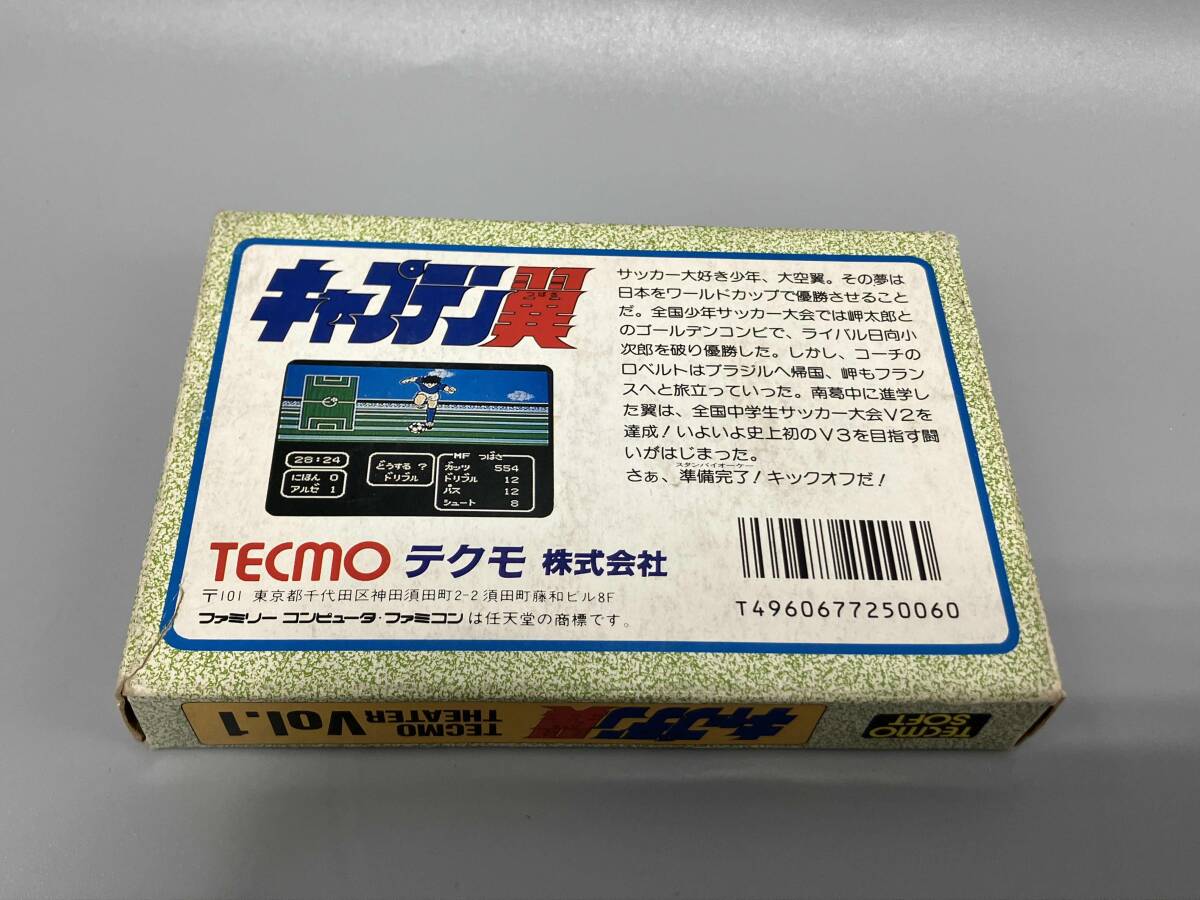 キャプテン翼
つばさ
サッカー大好き少年、大空翼。その夢は
日本をワールドカップで優勝させること
だ。全国少年サッカー大会では岬太郎と
のゴールデンコンビで、ライバル日向小
次郎を破り優勝した。しかし、コーチの
ロベルトはブラジルへ帰国、岬もフラン
スへと旅立っていった。南葛中に進学し
た翼は、全国中学生サッカー大会V2を
達成!いよいよ史上初のV3を目指す闘
いがはじまった。
スタンバイオーケー
さぁ、準備完了!キックオフだ!
28:24
にほん 0
アルゼ 1
どうする ?
ドリブル
MF つばさ
ガッツ 554
ドリブル 12
パス 12
シュート 8
TECMO テクモ 株式会社
〒101 東京都千代田区神田須田町2-2 須田町藤和ビル8F
ファミリー コンピュータ・ファミコンは任天堂の商標です。
T4960677250060
TECMO THEATER Vol.1
キャプテン翼
TECMO
SOFT